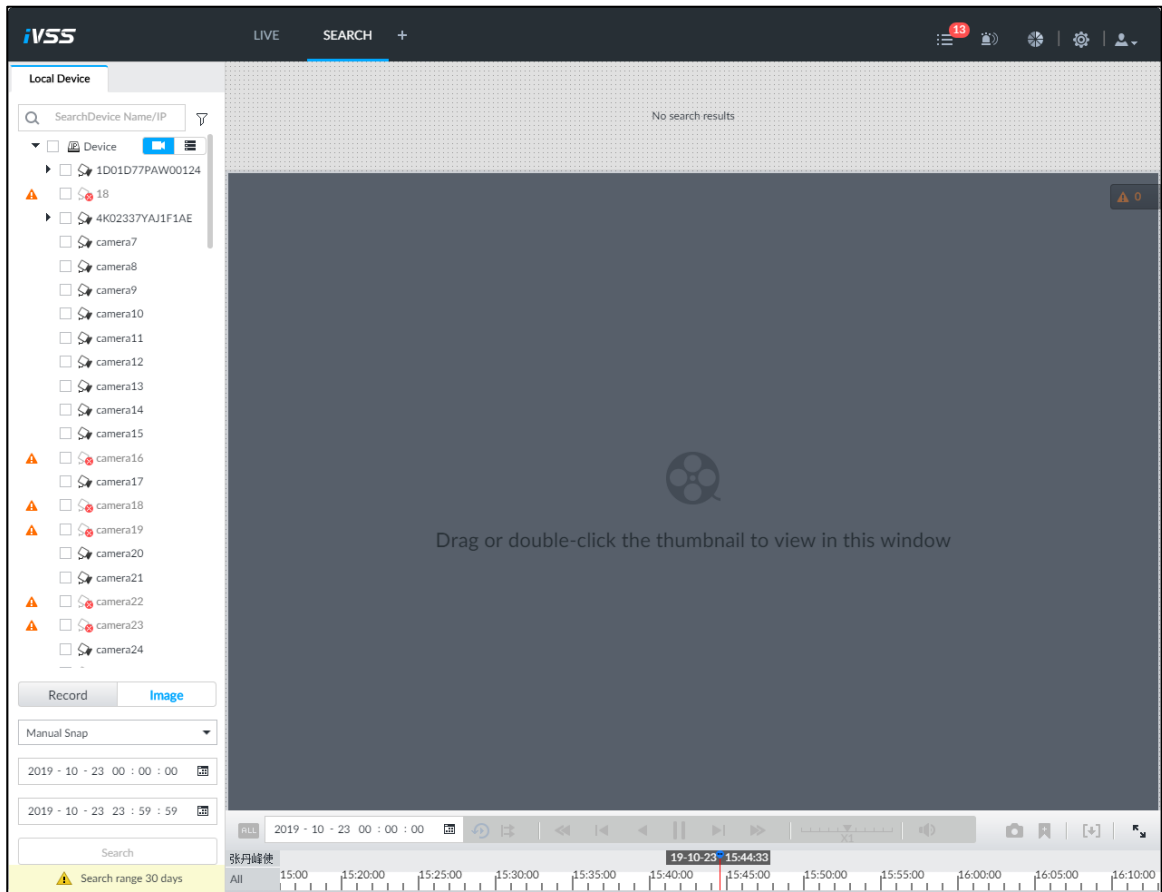 iVSS
LIVE SEARCH +
13
Local Device
SearchDevice Name/IP
No search results
Device
1D01D77PAW00124
18
0
4K02337YAJ1F1AE
camera7
camera8
camera9
camera10
camera11
camera12
camera13
camera14
camera15
camera16
camera17
camera18
camera19
camera20
camera21
camera22
camera23
camera24
Drag or double-click the thumbnail to view in this window
Record Image
Manual Snap
2019 - 10 - 23 00 : 00 : 00
2019 - 10 - 23 23 : 59 : 59
Search
Search range 30 days
ALL 2019 - 10 - 23 00 : 00 : 00 X1
张丹峰使 19-10-23 15:44:33
All 15:00 15:20:00 15:25:00 15:30:00 15:35:00 15:40:00 15:45:00 15:50:00 15:55:00 16:00:00 16:05:00 16:10:00